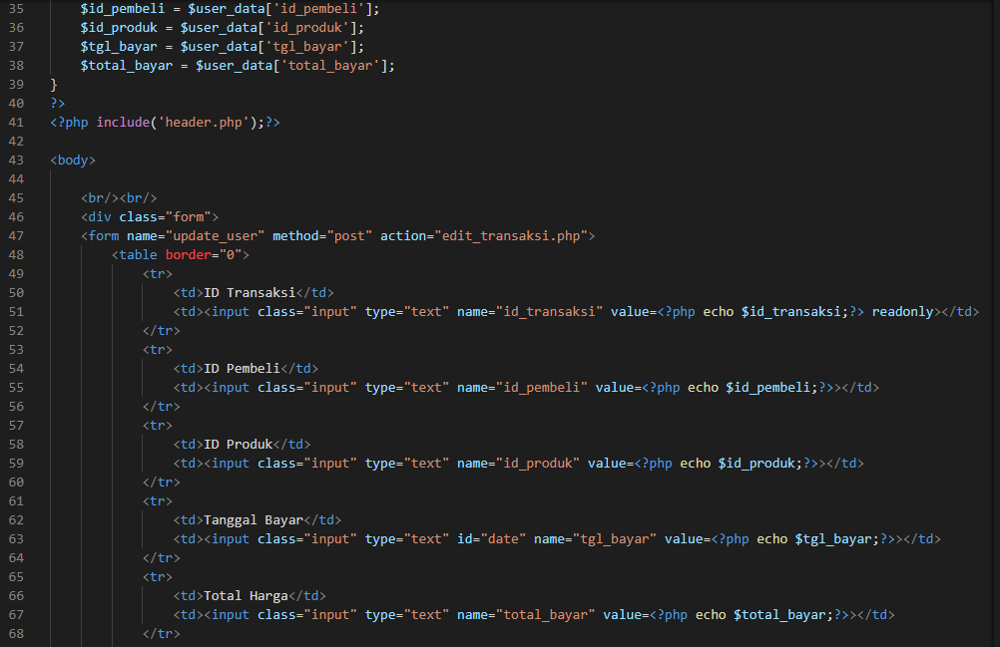 35 $id_pembeli = $user_data['id_pembeli'];
36 $id_produk = $user_data['id_produk'];
37 $tgl_bayar = $user_data['tgl_bayar'];
38 $total_bayar = $user_data['total_bayar'];
39 }
40 ?>
41 <?php include('header.php');?>
42
43 <body>
44
45 <br/><br/>
46 <div class="form">
47 <form name="update_user" method="post" action="edit_transaksi.php">
48 <table border="0">
49 <tr>
50 <td>ID Transaksi</td>
51 <td><input class="input" type="text" name="id_transaksi" value=<?php echo $id_transaksi;?> readonly></td>
52 </tr>
53 <tr>
54 <td>ID Pembeli</td>
55 <td><input class="input" type="text" name="id_pembeli" value=<?php echo $id_pembeli;?>></td>
56 </tr>
57 <tr>
58 <td>ID Produk</td>
59 <td><input class="input" type="text" name="id_produk" value=<?php echo $id_produk;?>></td>
60 </tr>
61 <tr>
62 <td>Tanggal Bayar</td>
63 <td><input class="input" type="text" id="date" name="tgl_bayar" value=<?php echo $tgl_bayar;?>></td>
64 </tr>
65 <tr>
66 <td>Total Harga</td>
67 <td><input class="input" type="text" name="total_bayar" value=<?php echo $total_bayar;?>></td>
68 </tr>